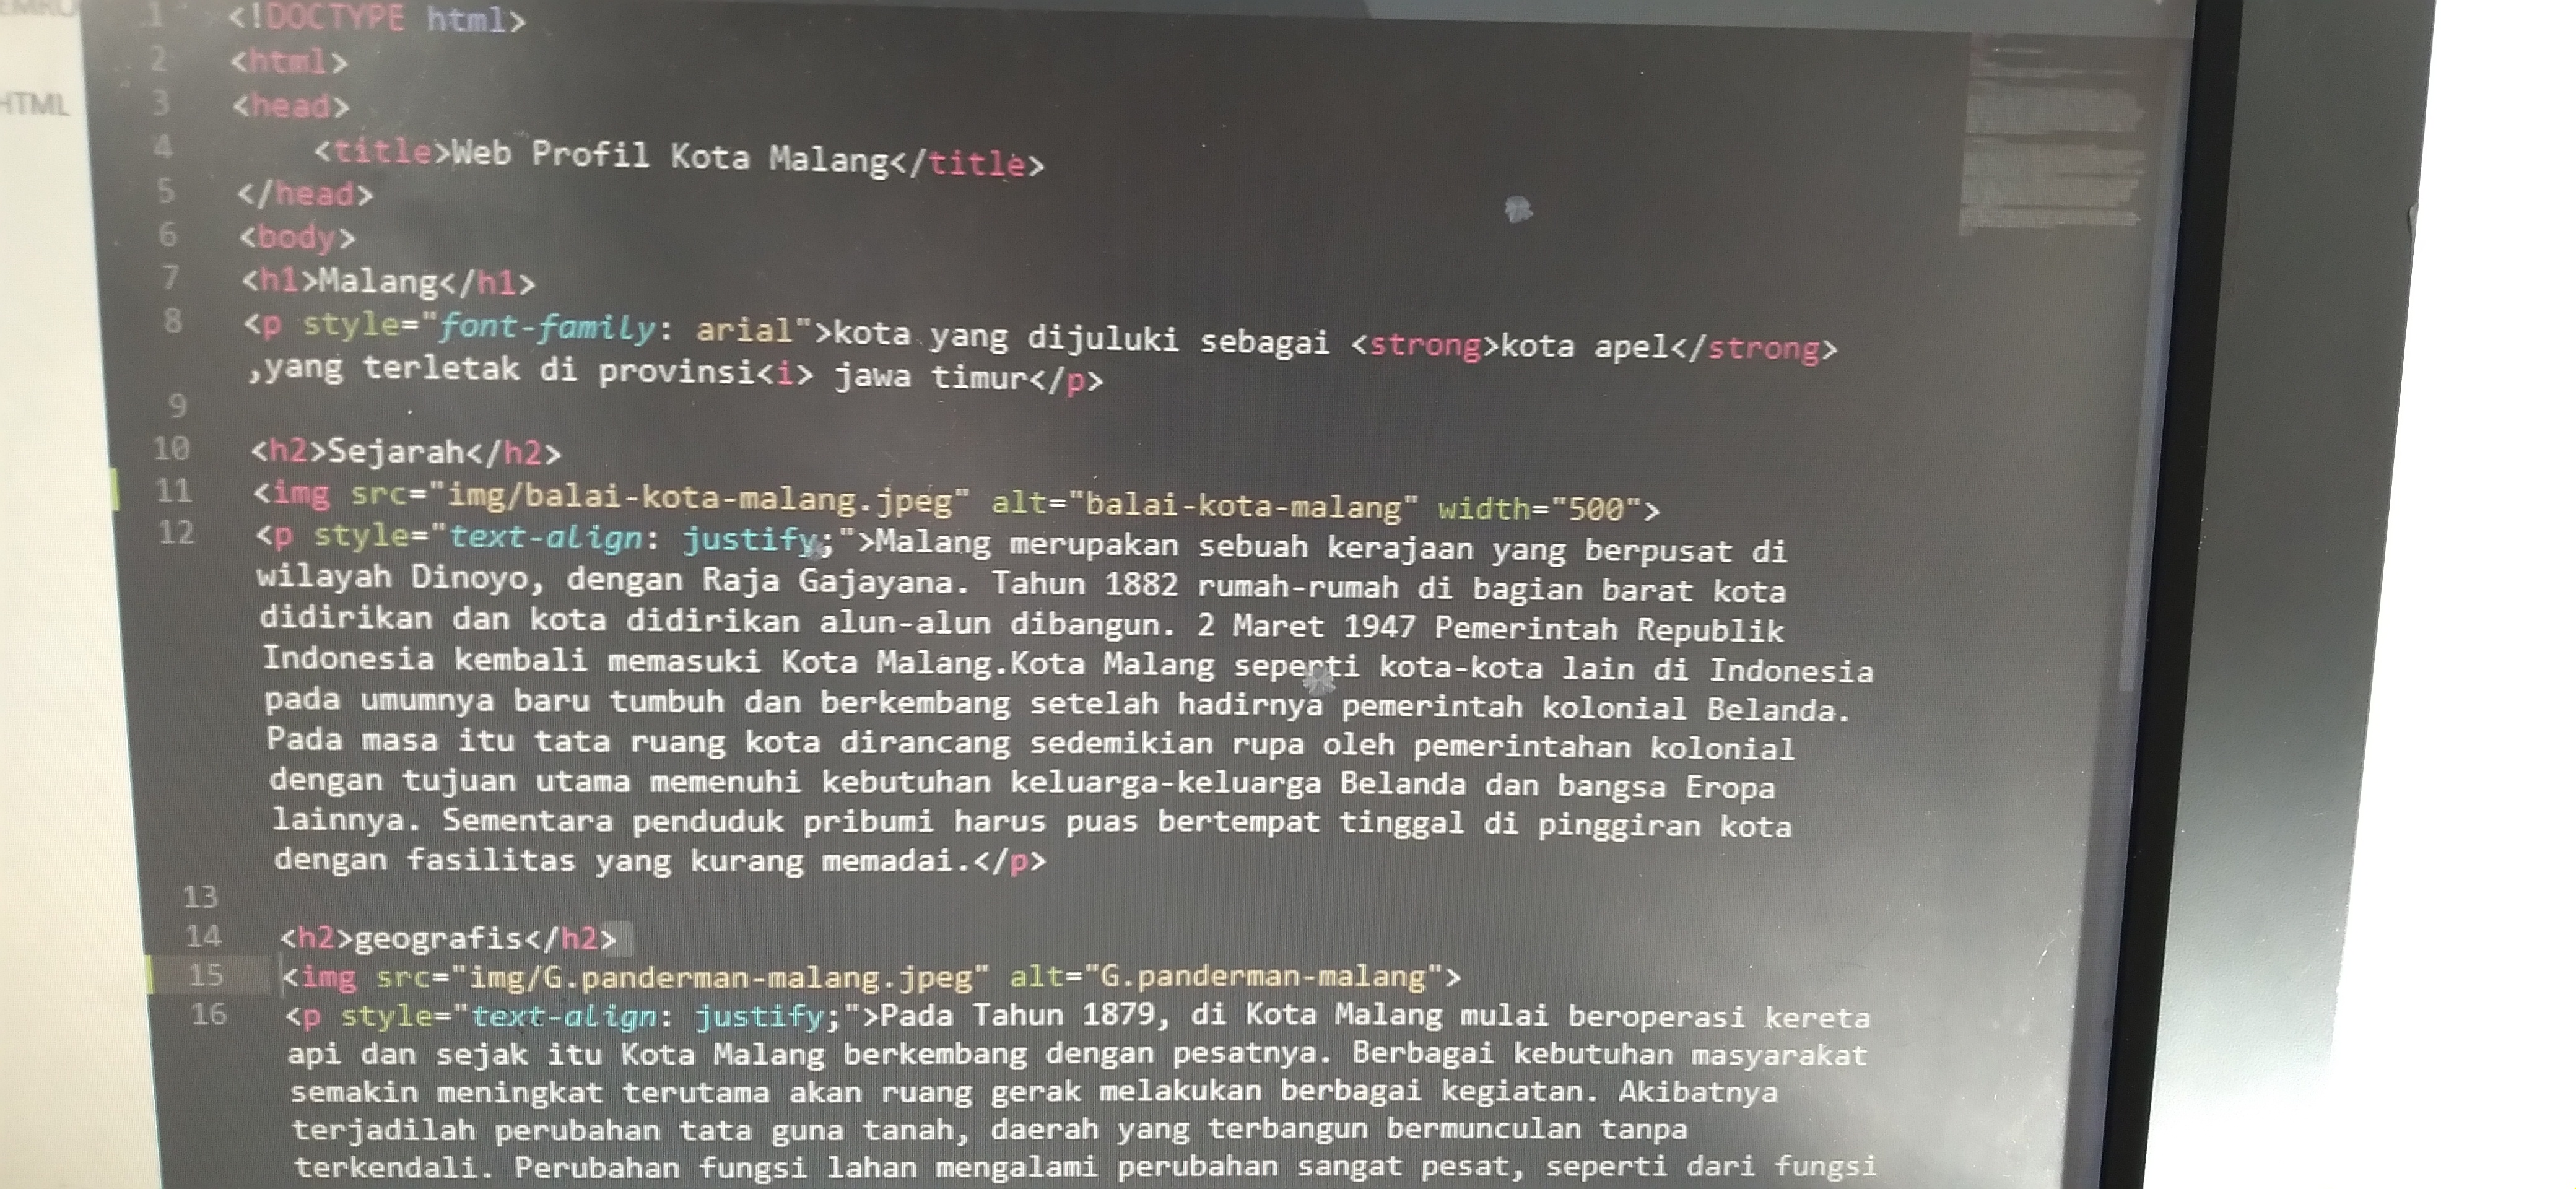 HTML
1 <!DOCTYPE html>
2 <html>
3 <head>
4 <title>Web Profil Kota Malang</title>
5 </head>
6 <body>
7 <h1>Malang</h1>
8 <p style="font-family: arial">kota yang dijuluki sebagai <strong>kota apel</strong>
,yang terletak di provinsi<i> jawa timur</p>
9
10 <h2>Sejarah</h2>
11 <img src="img/balai-kota-malang.jpeg" alt="balai-kota-malang" width="500">
12 <p style="text-align: justify;">Malang merupakan sebuah kerajaan yang berpusat di
wilayah Dinoyo, dengan Raja Gajayana. Tahun 1882 rumah-rumah di bagian barat kota
didirikan dan kota didirikan alun-alun dibangun. 2 Maret 1947 Pemerintah Republik
Indonesia kembali memasuki Kota Malang.Kota Malang seperti kota-kota lain di Indonesia
pada umumnya baru tumbuh dan berkembang setelah hadirnya pemerintah kolonial Belanda.
Pada masa itu tata ruang kota dirancang sedemikian rupa oleh pemerintahan kolonial
dengan tujuan utama memenuhi kebutuhan keluarga-keluarga Belanda dan bangsa Eropa
lainnya. Sementara penduduk pribumi harus puas bertempat tinggal di pinggiran kota
dengan fasilitas yang kurang memadai.</p>
13
14 <h2>geografis</h2>
15 <img src="img/G.panderman-malang.jpeg" alt="G.panderman-malang">
16 <p style="text-align: justify;">Pada Tahun 1879, di Kota Malang mulai beroperasi kereta
api dan sejak itu Kota Malang berkembang dengan pesatnya. Berbagai kebutuhan masyarakat
semakin meningkat terutama akan ruang gerak melakukan berbagai kegiatan. Akibatnya
terjadilah perubahan tata guna tanah, daerah yang terbangun bermunculan tanpa
terkendali. Perubahan fungsi lahan mengalami perubahan sangat pesat, seperti dari fungsi